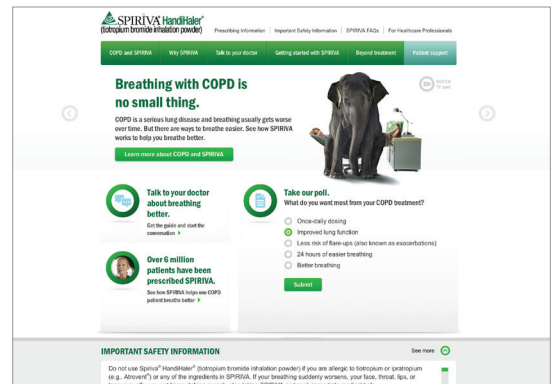 SPIRIVA® HandiHaler®
(tiotropium bromide inhalation powder)
Prescribing Information | Important Safety Information | SPIRIVA FAQs | For Healthcare Professionals
COPD and SPIRIVA
Why SPIRIVA
Talk to your doctor
Getting started with SPIRIVA
Beyond treatment
Patient support
Breathing with COPD is
no small thing.
COPD is a serious lung disease and breathing usually gets worse
over time. But there are ways to breathe easier. See how SPIRIVA
works to help you breathe better.
Learn more about COPD and SPIRIVA
WATCH
Talk to your doctor
about breathing
better.
Get the guide and start the
conversation
Over 6 million
patients have been
prescribed SPIRIVA.
See how SPIRIVA helps one COPD
patient breathe better
Take our poll.
What do you want most from your COPD treatment?
Once-daily dosing
Improved lung function
Less risk of flare-ups (also known as exacerbations)
24 hours of easier breathing
Better breathing
Submit
IMPORTANT SAFETY INFORMATION
See more
Do not use Spiriva® HandiHaler® (tiotropium bromide inhalation powder) if you are allergic to tiotropium or ipratropium
(e.g., Atrovent®) or any of the ingredients in SPIRIVA. If your breathing suddenly worsens, your face, throat, lips, or